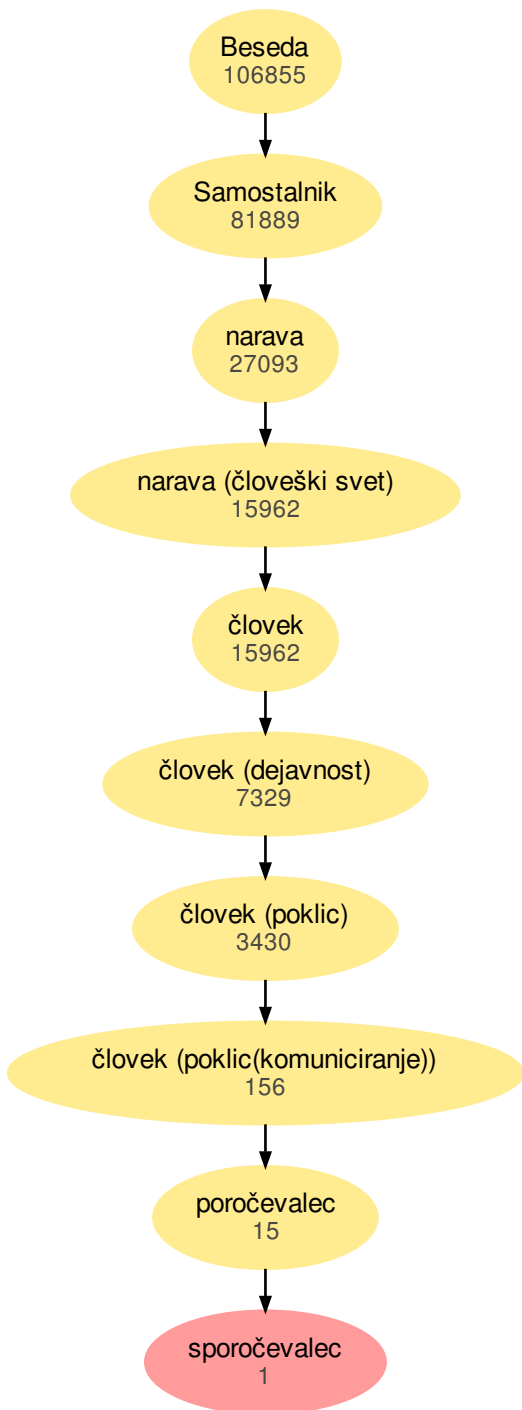 Beseda
106855
Samostalnik
81889
narava
27093
narava (človeški svet)
15962
človek
15962
človek (dejavnost)
7329
človek (poklic)
3430
človek (poklic(komuniciranje))
156
poročevalec
15
sporočevalec
1